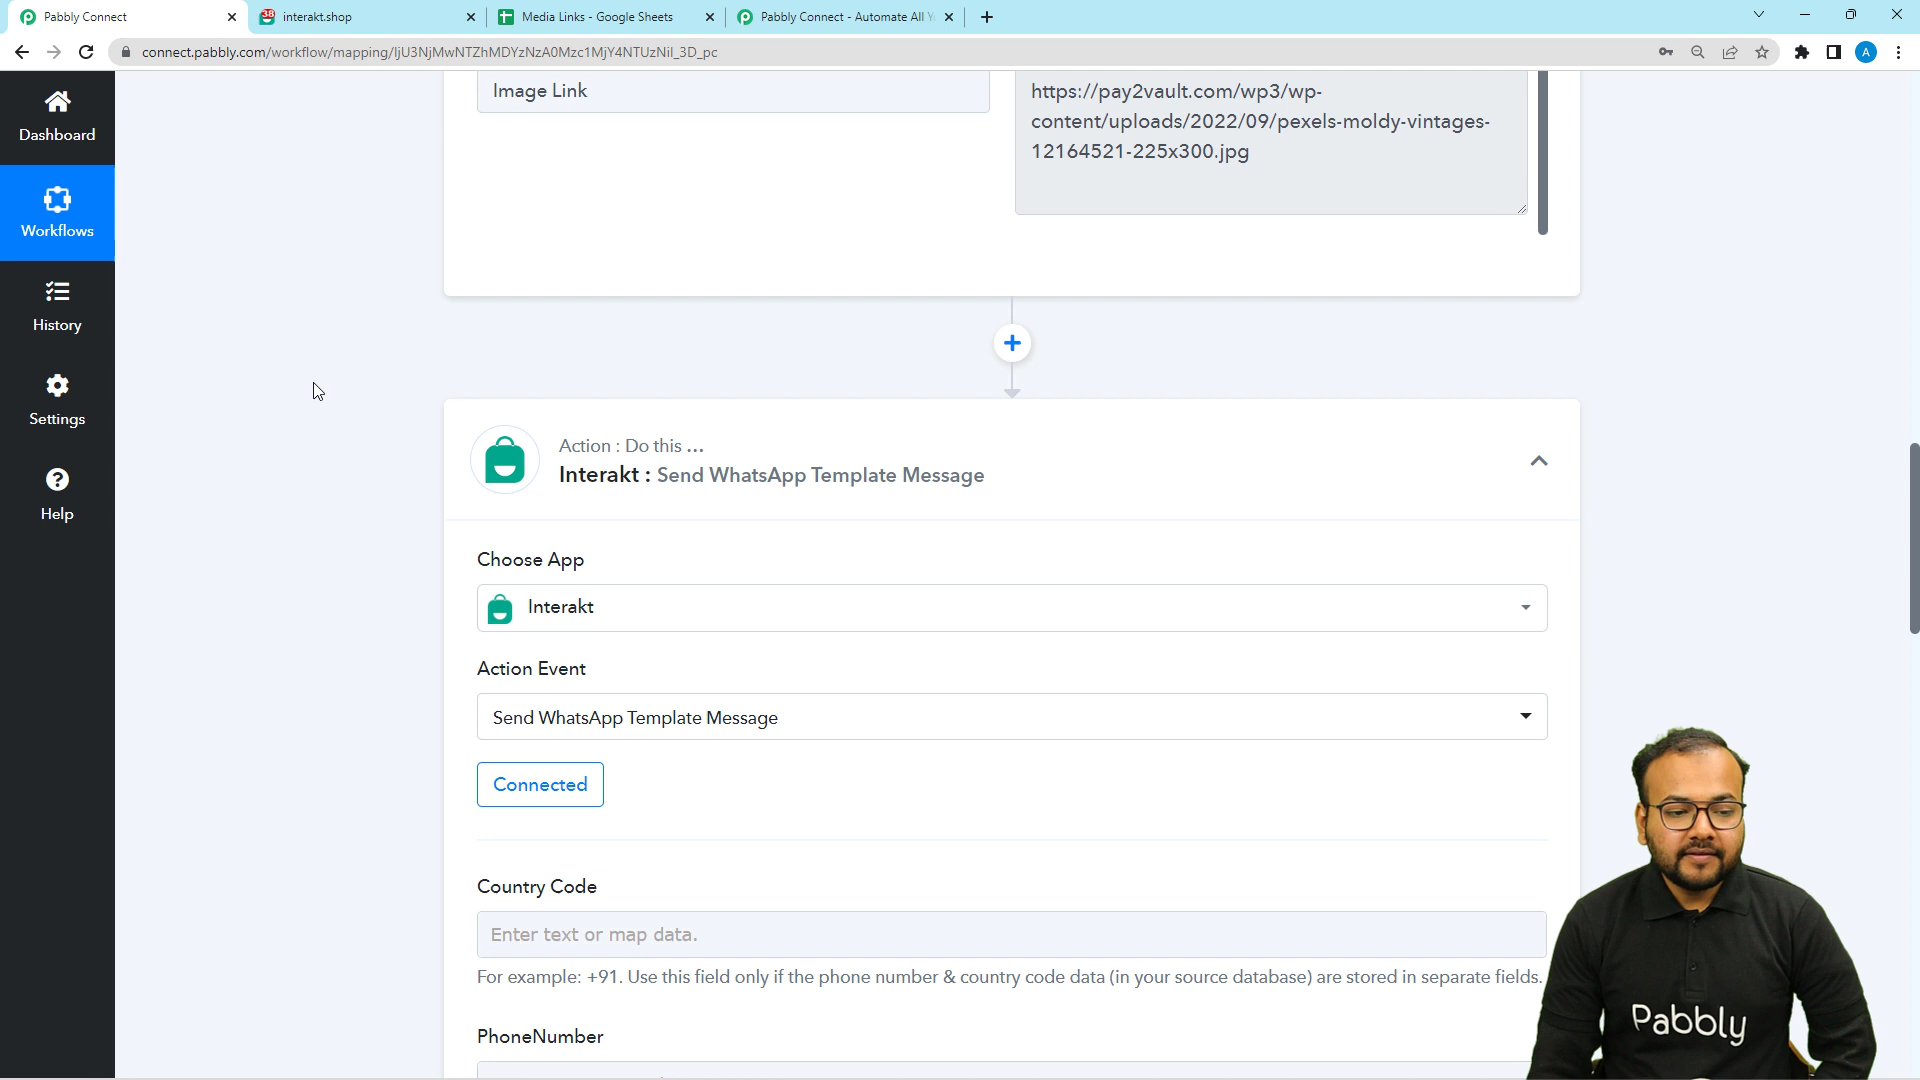 Pabbly Connect
interakt.shop
Media Links - Google Sheets
Pabbly Connect - Automate All Y
connect.pabbly.com/workflow/mapping/IjU3NjMwNTZhMDYzNzA0Mzc1MjY4NTUzNiI_3D_pc
A
Dashboard
Workflows
History
Settings
Help
Image Link
https://pay2vault.com/wp3/wp-
content/uploads/2022/09/pexels-moldy-vintages-
12164521-225x300.jpg
Action : Do this ...
Interakt : Send WhatsApp Template Message
Choose App
Interakt
Action Event
Send WhatsApp Template Message
Connected
Country Code
Enter text or map data.
For example: +91. Use this field only if the phone number & country code data (in your source database) are stored in separate fields.
PhoneNumber
Pabbly